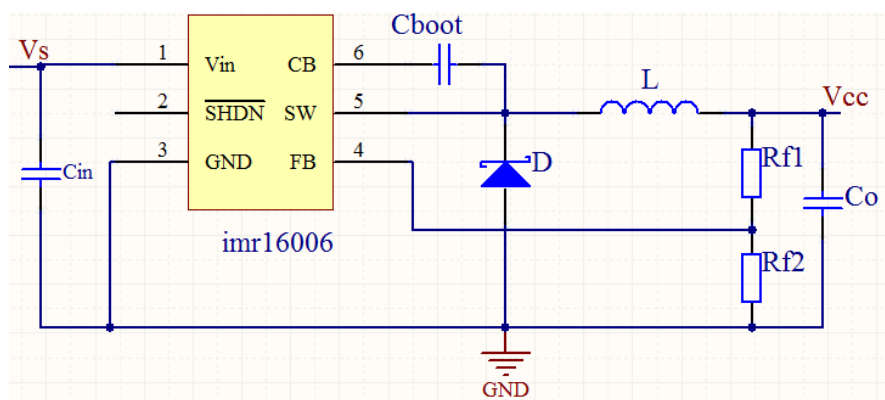 Cboot
Vs
1 Vin CB 6
L
Vcc
2 SHDN SW 5
3 GND FB 4
Cin
D
Rf1
Co
imr16006
Rf2
GND